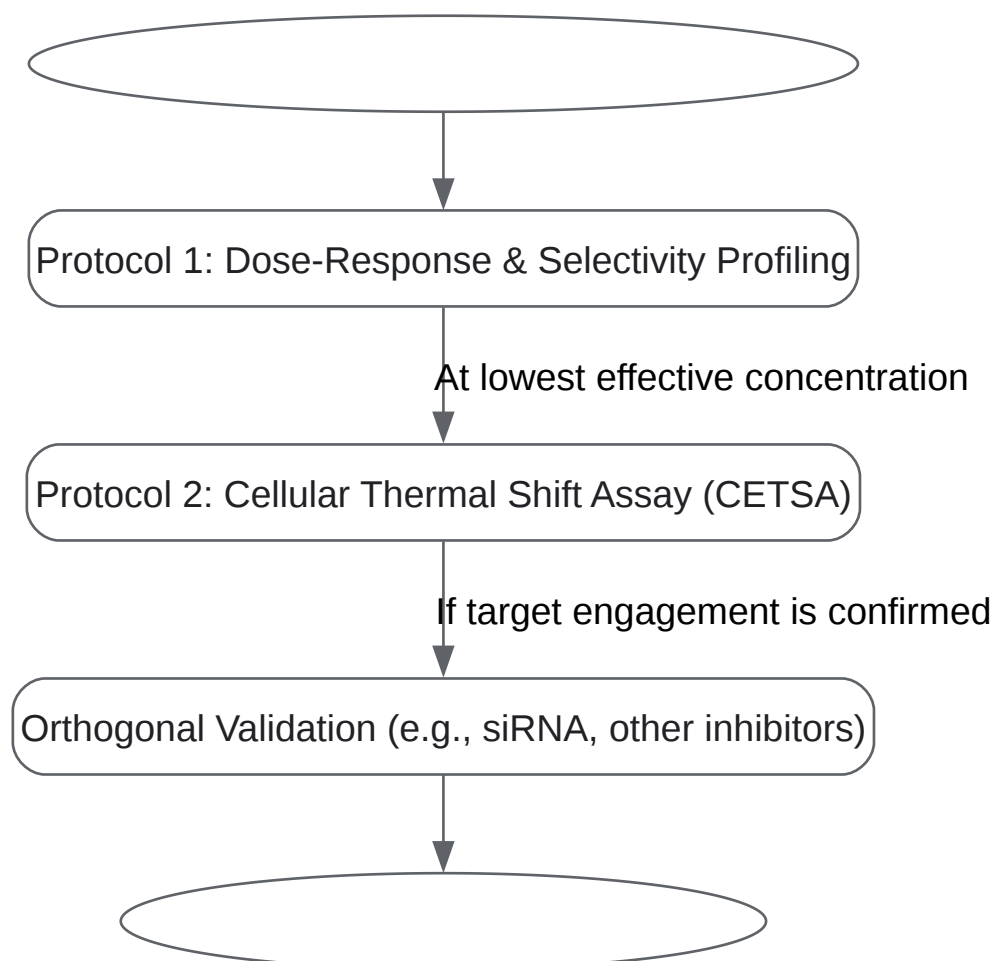 Protocol 1: Dose-Response & Selectivity Profiling
At lowest effective concentration
Protocol 2: Cellular Thermal Shift Assay (CETSA)
If target engagement is confirmed
Orthogonal Validation (e.g., siRNA, other inhibitors)